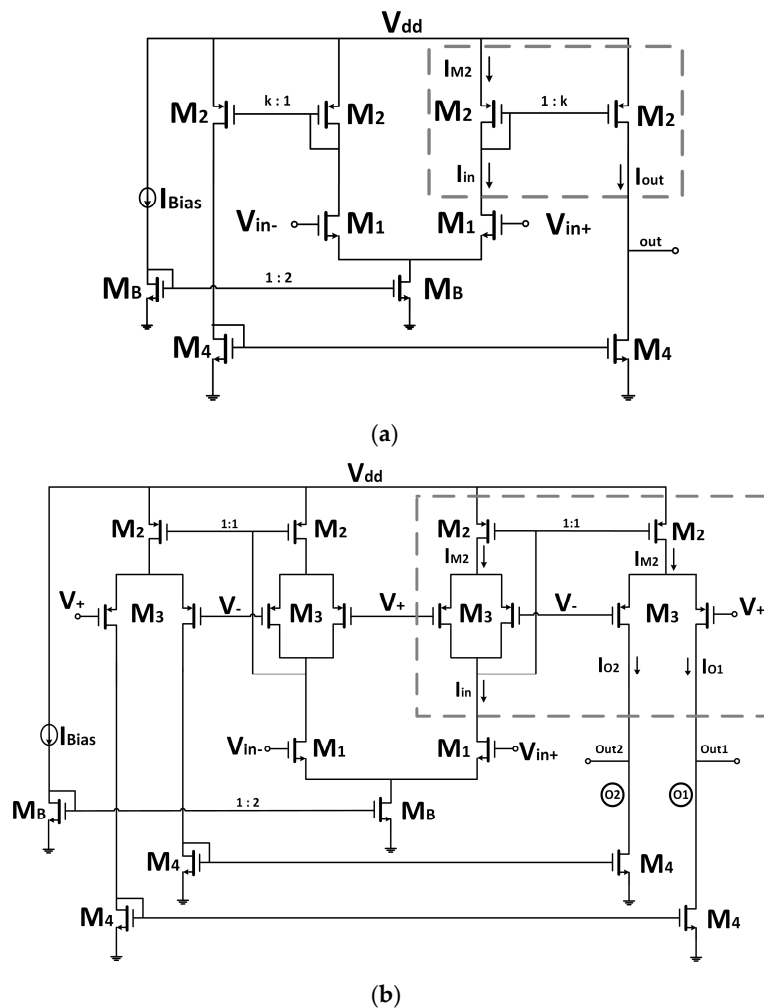 Vdd
IM2
k : 1
1 : k
M2
M2
M2
M2
Iin
Iout
IBias
Vin-
M1
M1
Vin+
out
MB
1 : 2
MB
M4
M4
(a)
Vdd
M2
1:1
M2
M2
1:1
M2
IM2
IM2
V+
M3
V-
M3
V+
M3
V-
M3
V+
IO2
IO1
Iin
IBias
Vin-
M1
M1
Vin+
Out2
Out1
O2
O1
MB
1 : 2
MB
M4
M4
M4
M4
(b)